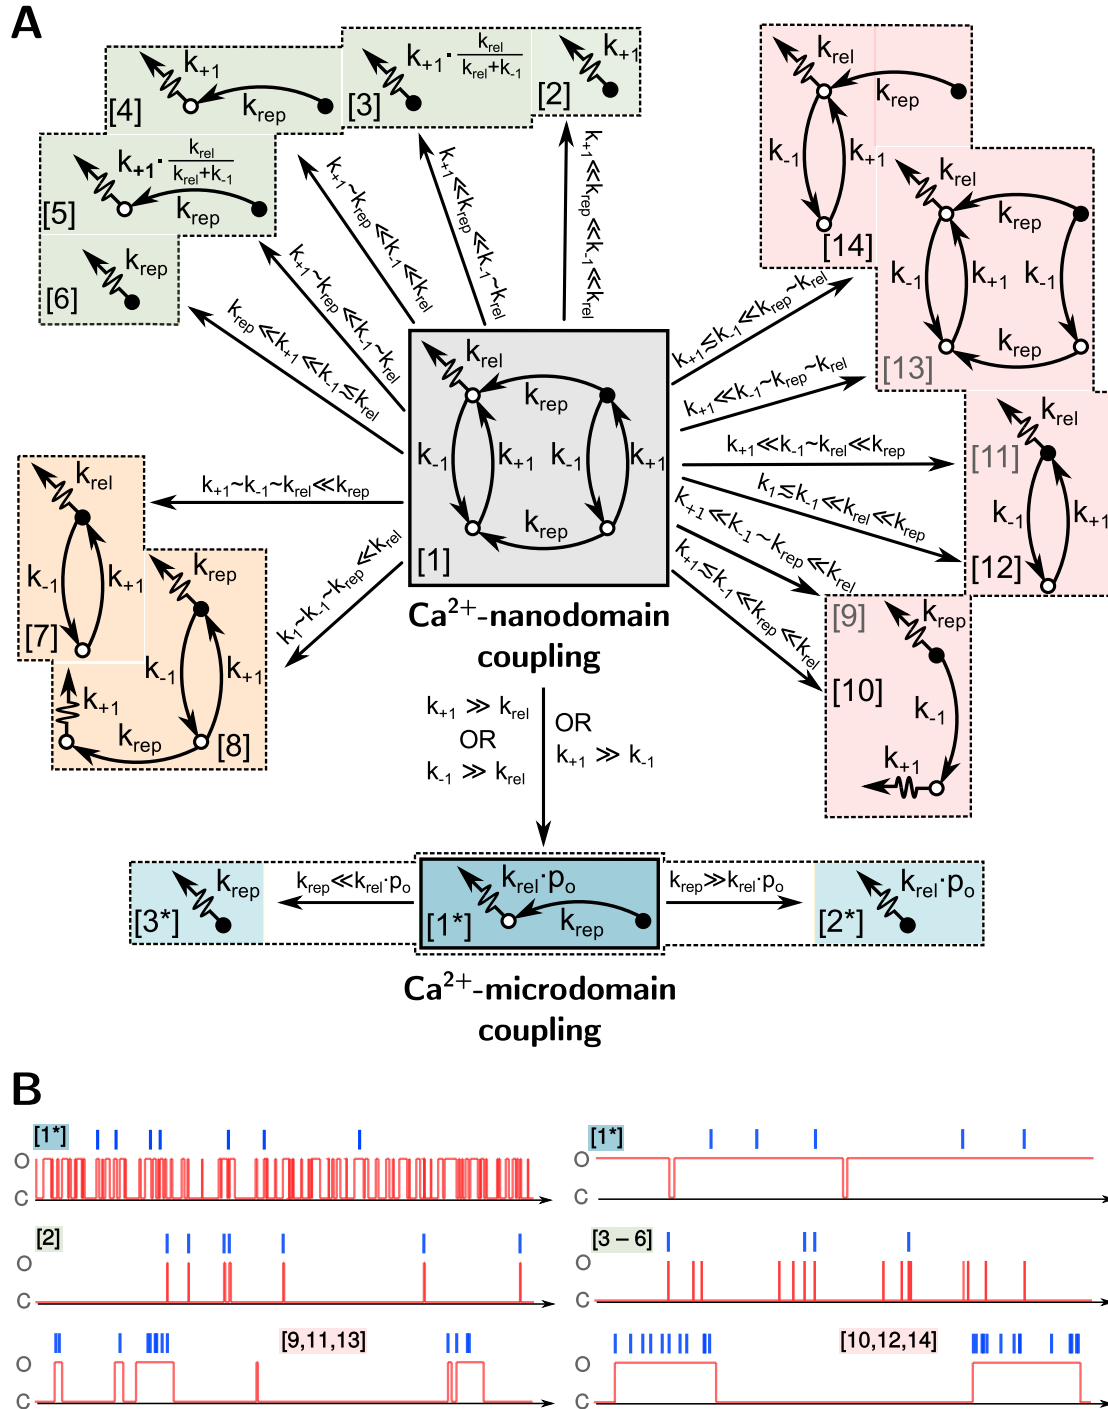 A
[4] k+1 krep
[3] k+1 · krel/(krel+k-1)
[2] k+1
[5] k+1 · krel/(krel+k-1) krep
[6] krep
k+1≪krep≪k-1≪krel
k+1≪krep≪k-1~krel
k+1~krep≪k-1≪krel
k+1~krep≪k-1~krel
krep≪k+1≪k-1≲krel
k+1~k-1~krel≪krep
k1~k-1~krep≪krel
[7] krel k-1 k+1
[8] krep k-1 k+1 k+1 krep
[1] krel krep k-1 k+1 k-1 k+1 krep
Ca2+-nanodomain
coupling
k+1≲k-1≪krep~krel
k+1≪k-1~krep~krel
k+1≪k-1~krel≪krep
k1≲k-1≪krel≪krep
k+1≪k-1~krep≪krel
k+1≲k-1≪krep≪krel
[14] krel krep k-1 k+1
[13] krel krep k-1 k+1 k-1 krep
[11]
[12] krel k-1 k+1
[9]
[10] krep k-1 k+1
k+1 ≫ krel
OR
k-1 ≫ krel
OR
k+1 ≫ k-1
[3*] krep
krep≪krel·po
[1*] krel·po krep
krep≫krel·po
[2*] krel·po
Ca2+-microdomain
coupling
B
[1*]
O
C
[1*]
O
C
[2]
O
C
[3 – 6]
O
C
[9,11,13]
O
C
[10,12,14]
O
C